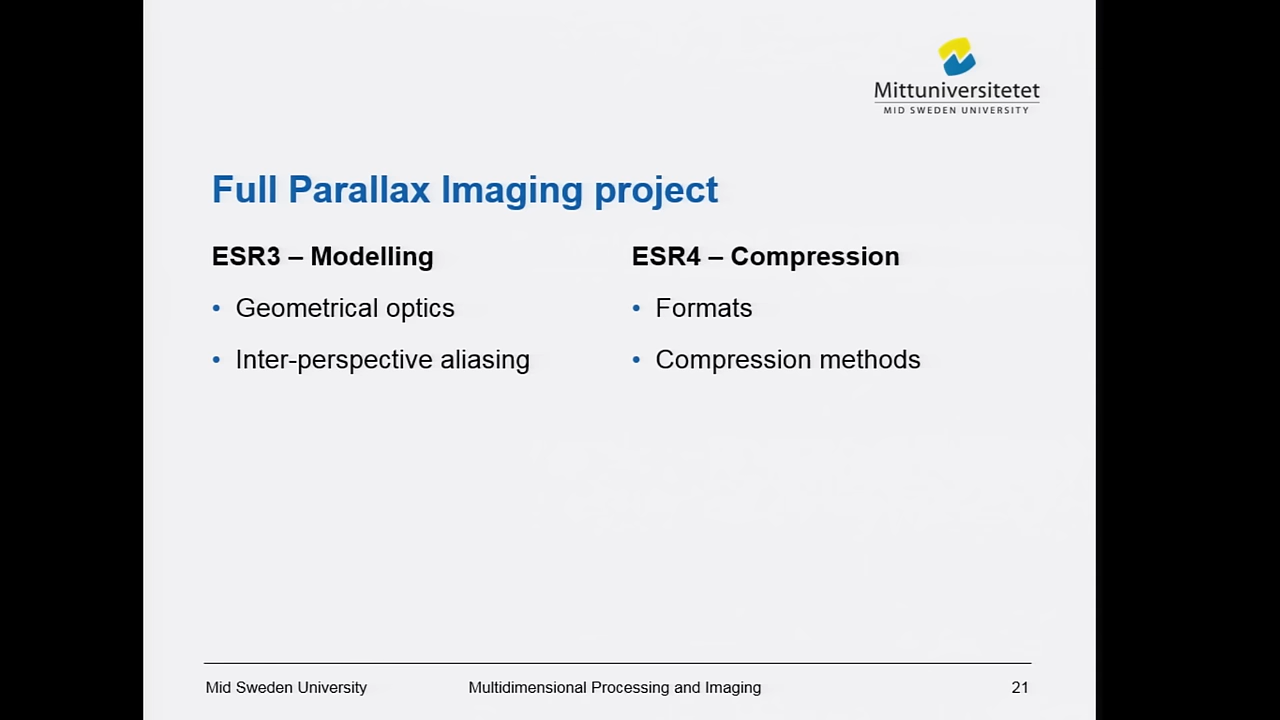 Mittuniversitetet
MID SWEDEN UNIVERSITY
Full Parallax Imaging project
ESR3 – Modelling
• Geometrical optics
• Inter-perspective aliasing
ESR4 – Compression
• Formats
• Compression methods
Mid Sweden University
Multidimensional Processing and Imaging
21